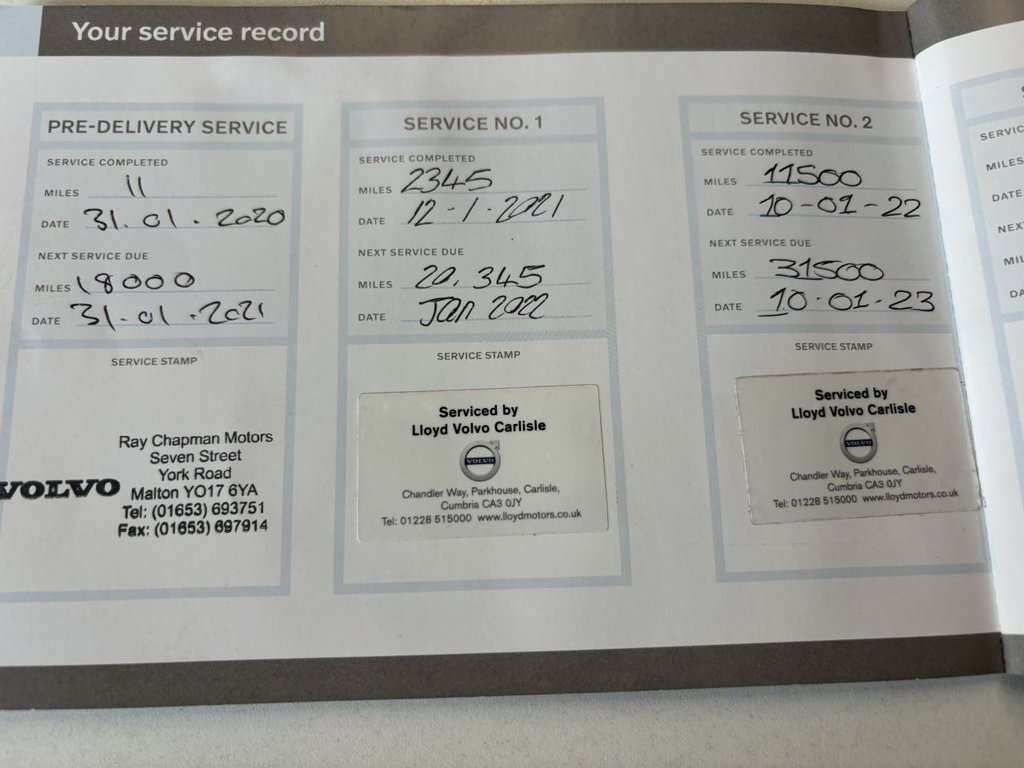 Your service record
PRE-DELIVERY SERVICE
SERVICE COMPLETED
MILES 11
DATE 31.01.2020
NEXT SERVICE DUE
MILES 18000
DATE 31.01.2021
SERVICE STAMP
VOLVO
Ray Chapman Motors
Seven Street
York Road
Malton YO17 6YA
Tel: (01653) 693751
Fax: (01653) 697914
SERVICE NO. 1
SERVICE COMPLETED
MILES 2345
DATE 12-1-2021
NEXT SERVICE DUE
MILES 20.345
DATE Jan 2022
SERVICE STAMP
Serviced by
Lloyd Volvo Carlisle
VOLVO
Chandler Way, Parkhouse, Carlisle,
Cumbria CA3 0JY
Tel: 01228 515000 www.lloydmotors.co.uk
SERVICE NO. 2
SERVICE COMPLETED
MILES 11500
DATE 10-01-22
NEXT SERVICE DUE
MILES 31500
DATE 10-01-23
SERVICE STAMP
Serviced by
Lloyd Volvo Carlisle
VOLVO
Chandler Way, Parkhouse, Carlisle,
Cumbria CA3 0JY
Tel: 01228 515000 www.lloydmotors.co.uk
MILES
DATE